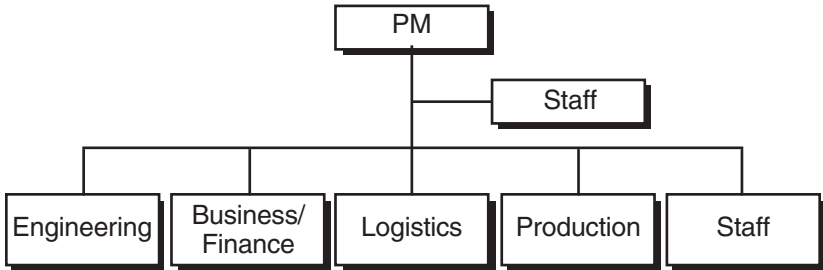 PM
Staff
Engineering
Business/
Finance
Logistics
Production
Staff